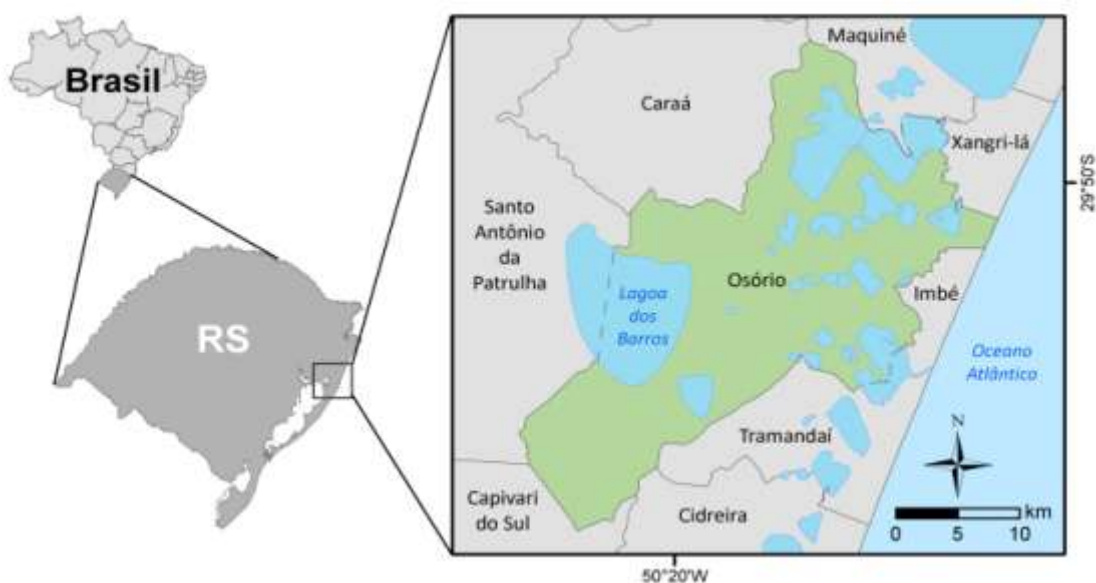 Brasil
RS
Maquiné
Caraá
Xangri-lá
29°50'S
Santo
Antônio
da
Patrulha
Osório
Imbé
Lagoa
dos
Barros
Oceano
Atlântico
Tramandaí
N
Capivari
do Sul
Cidreira
km
0 5 10
50°20'W